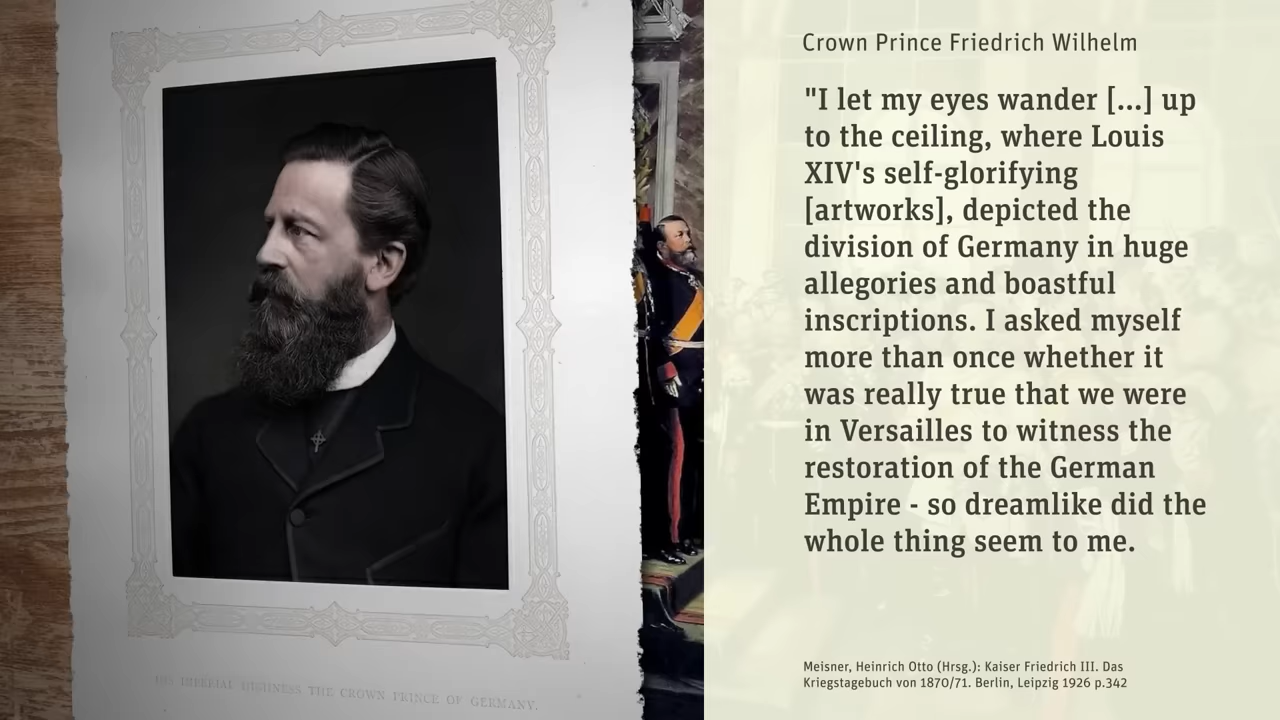 Crown Prince Friedrich Wilhelm
"I let my eyes wander [...] up
to the ceiling, where Louis
XIV's self-glorifying
[artworks], depicted the
division of Germany in huge
allegories and boastful
inscriptions. I asked myself
more than once whether it
was really true that we were
in Versailles to witness the
restoration of the German
Empire - so dreamlike did the
whole thing seem to me.
Meisner, Heinrich Otto (Hrsg.): Kaiser Friedrich III. Das
Kriegstagebuch von 1870/71. Berlin, Leipzig 1926 p.342
HIS IMPERIAL HIGHNESS THE CROWN PRINCE OF GERMANY.